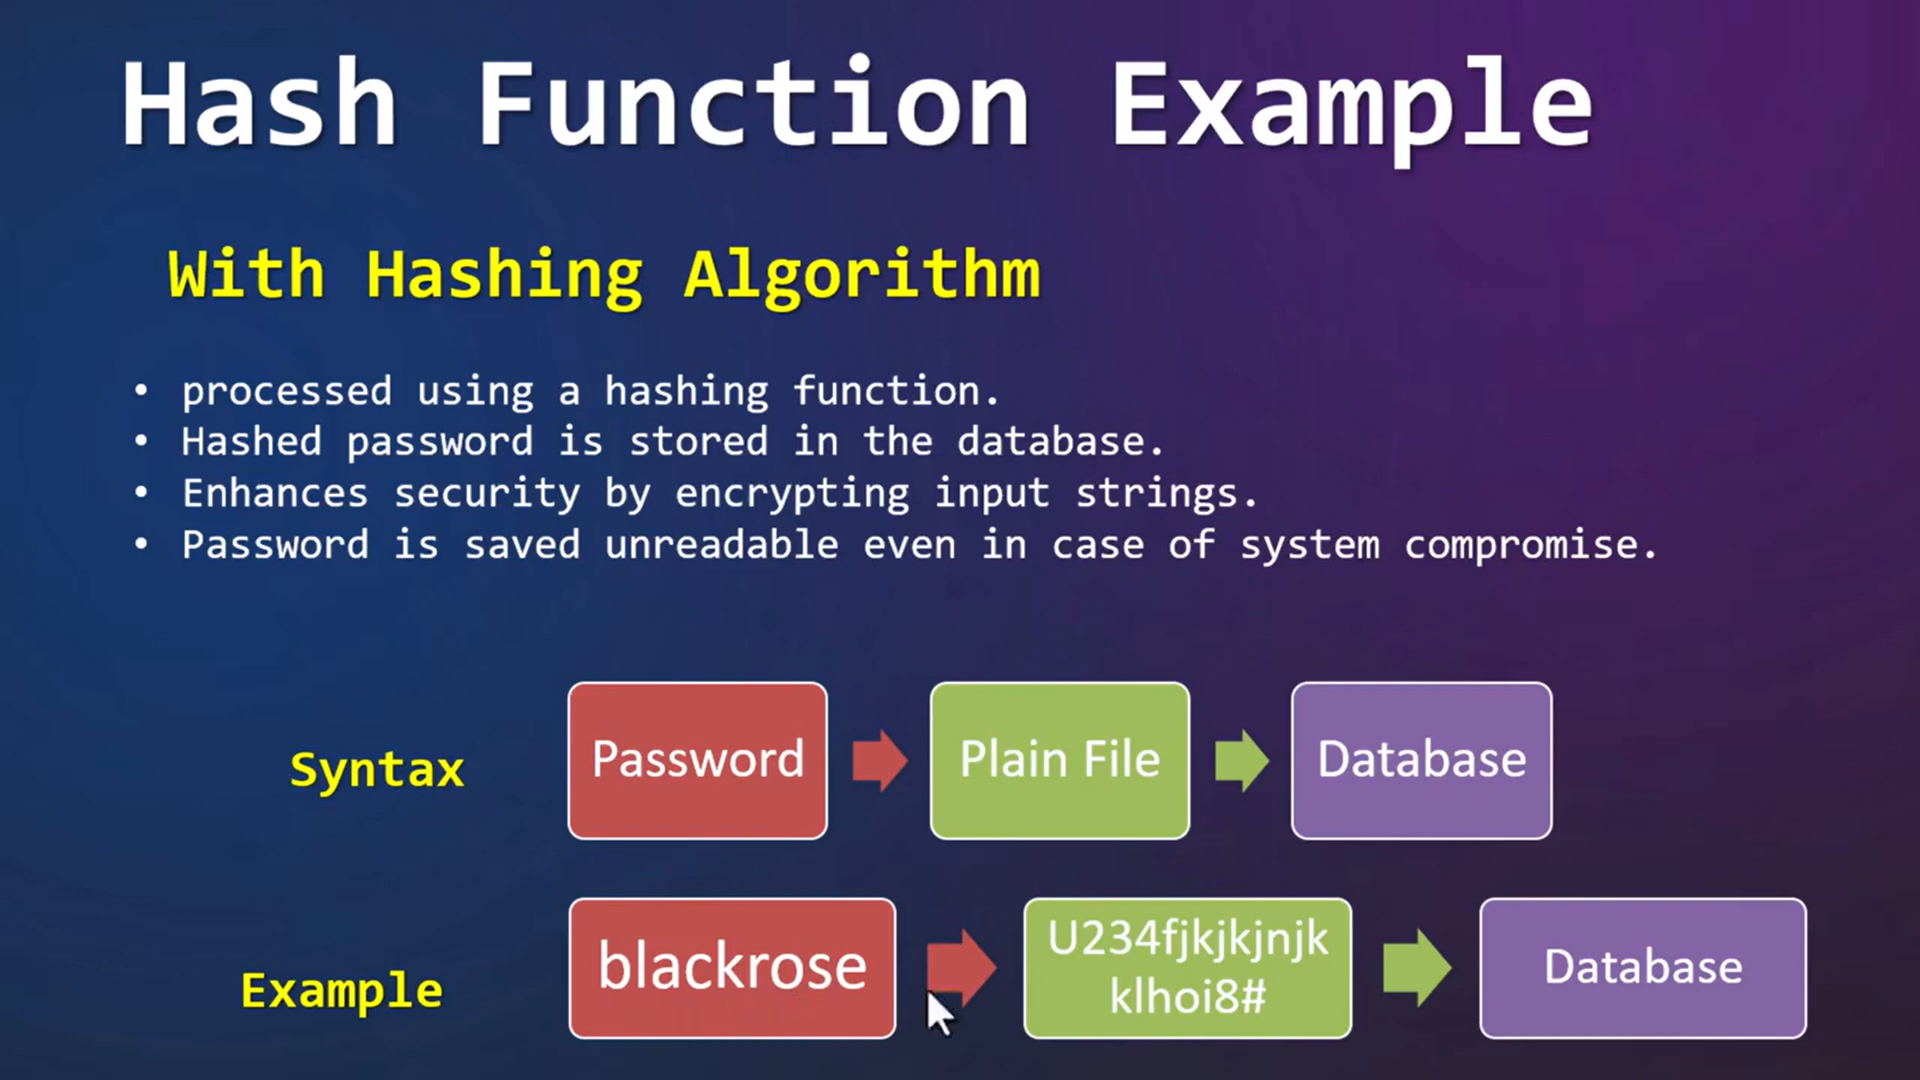 Hash Function Example
With Hashing Algorithm
• processed using a hashing function.
• Hashed password is stored in the database.
• Enhances security by encrypting input strings.
• Password is saved unreadable even in case of system compromise.
Syntax
Password
Plain File
Database
Example
blackrose
U234fjkjkjnjk
klhoi8#
Database